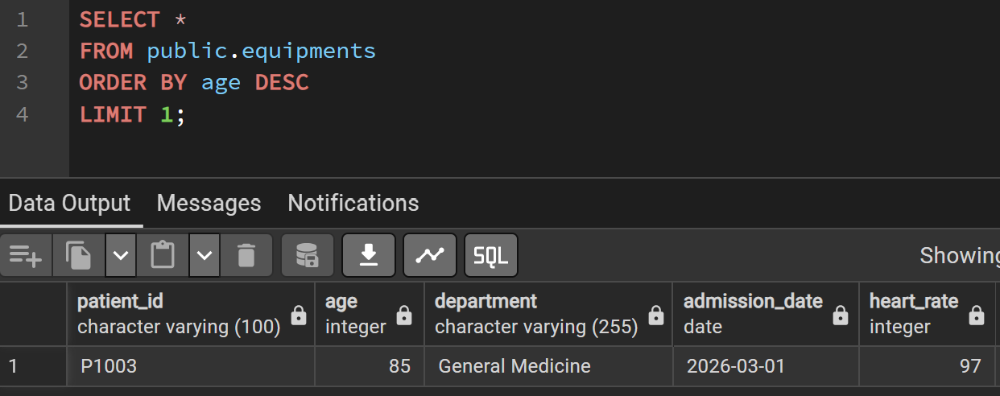 1 SELECT *
2 FROM public.equipments
3 ORDER BY age DESC
4 LIMIT 1;
Data Output Messages Notifications
SQL Showing
patient_id age department admission_date heart_rate
character varying (100) integer character varying (255) date integer
1 P1003 85 General Medicine 2026-03-01 97